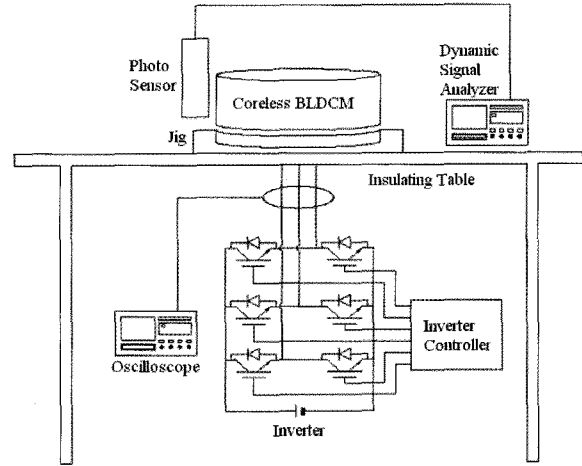 Photo
Sensor
Coreless BLDCM
Dynamic
Signal
Analyzer
Jig
Insulating Table
Inverter
Controller
Oscilloscope
Inverter